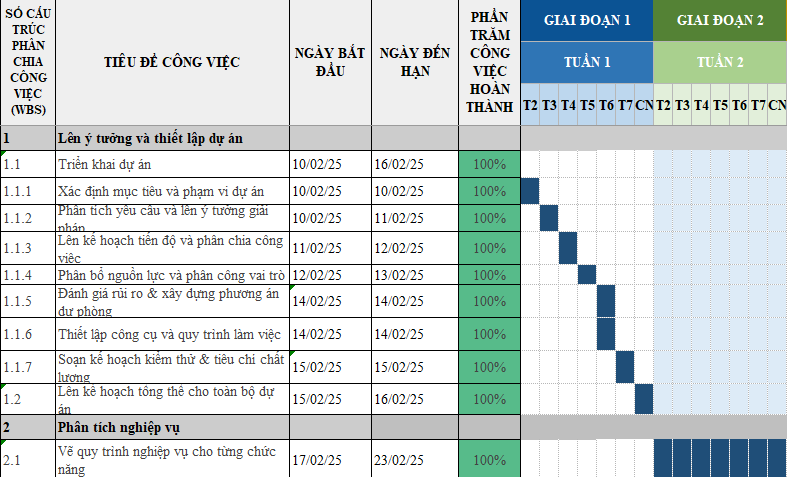 SỐ CẤU
TRÚC
PHÂN
CHIA
CÔNG
VIỆC
(WBS)
TIÊU ĐỀ CÔNG VIỆC
NGÀY BẮT
ĐẦU
NGÀY ĐẾN
HẠN
PHẦN
TRĂM
CÔNG
VIỆC
HOÀN
THÀNH
GIAI ĐOẠN 1
GIAI ĐOẠN 2
TUẦN 1
TUẦN 2
T2 T3 T4 T5 T6 T7 CN T2 T3 T4 T5 T6 T7 CN
1 Lên ý tưởng và thiết lập dự án
1.1 Triển khai dự án 10/02/25 16/02/25 100%
1.1.1 Xác định mục tiêu và phạm vi dự án 10/02/25 10/02/25 100%
1.1.2 Phân tích yêu cầu và lên ý tưởng giải
pháp 10/02/25 11/02/25 100%
1.1.3 Lên kế hoạch tiến độ và phân chia công
việc 11/02/25 12/02/25 100%
1.1.4 Phân bổ nguồn lực và phân công vai trò 12/02/25 13/02/25 100%
1.1.5 Đánh giá rủi ro & xây dựng phương án
dự phòng 14/02/25 14/02/25 100%
1.1.6 Thiết lập công cụ và quy trình làm việc 14/02/25 14/02/25 100%
1.1.7 Soạn kế hoạch kiểm thử & tiêu chí chất
lượng 15/02/25 15/02/25 100%
1.2 Lên kế hoạch tổng thể cho toàn bộ dự
án 15/02/25 16/02/25 100%
2 Phân tích nghiệp vụ
2.1 Vẽ quy trình nghiệp vụ cho từng chức
năng 17/02/25 23/02/25 100%